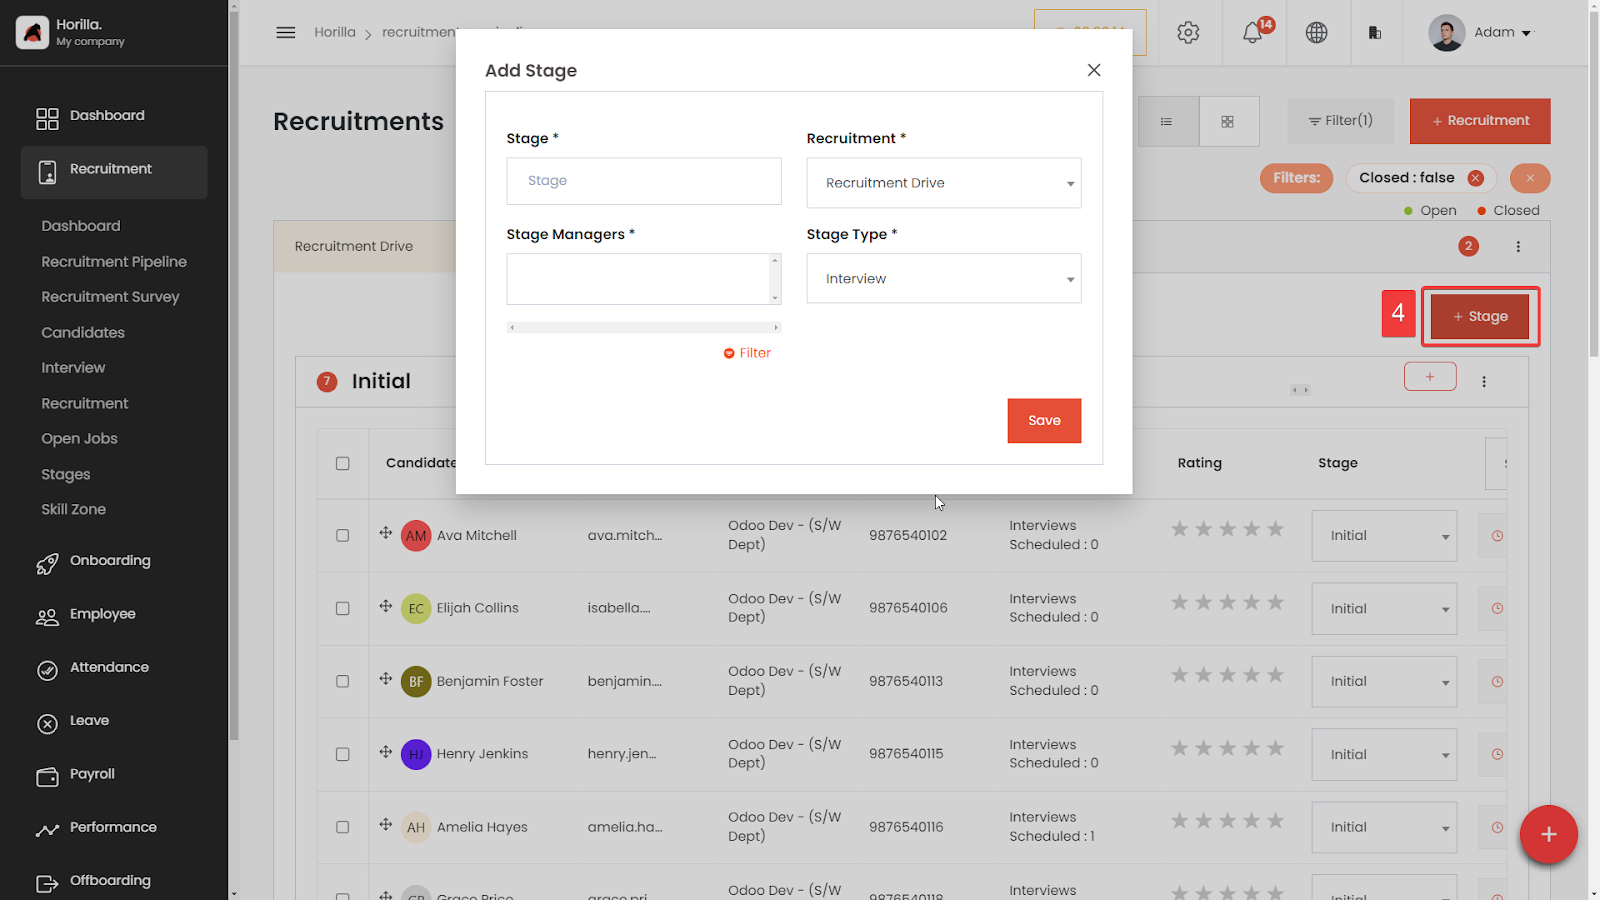 Horilla.
My company
Dashboard
Recruitment
Dashboard
Recruitment Pipeline
Recruitment Survey
Candidates
Interview
Recruitment
Open Jobs
Stages
Skill Zone
Onboarding
Employee
Attendance
Leave
Payroll
Performance
Offboarding
Horilla > recruitment
14
Adam
Recruitments
Filter(1)
+ Recruitment
Filters:
Closed : false
Open
Closed
Recruitment Drive
2
4
+ Stage
Add Stage
Stage *
Stage
Recruitment *
Recruitment Drive
Stage Managers *
Stage Type *
Interview
Filter
Save
7
Initial
+
Candidate
Rating
Stage
AM Ava Mitchell ava.mitch... Odoo Dev - (S/W Dept) 9876540102 Interviews Scheduled : 0 Initial
EC Elijah Collins isabella.... Odoo Dev - (S/W Dept) 9876540106 Interviews Scheduled : 0 Initial
BF Benjamin Foster benjamin.... Odoo Dev - (S/W Dept) 9876540113 Interviews Scheduled : 0 Initial
HJ Henry Jenkins henry.jen... Odoo Dev - (S/W Dept) 9876540115 Interviews Scheduled : 0 Initial
AH Amelia Hayes amelia.ha... Odoo Dev - (S/W Dept) 9876540116 Interviews Scheduled : 1 Initial
Grace Price grace.pri... Odoo Dev - (S/W 9876540118 Interviews Initial
+